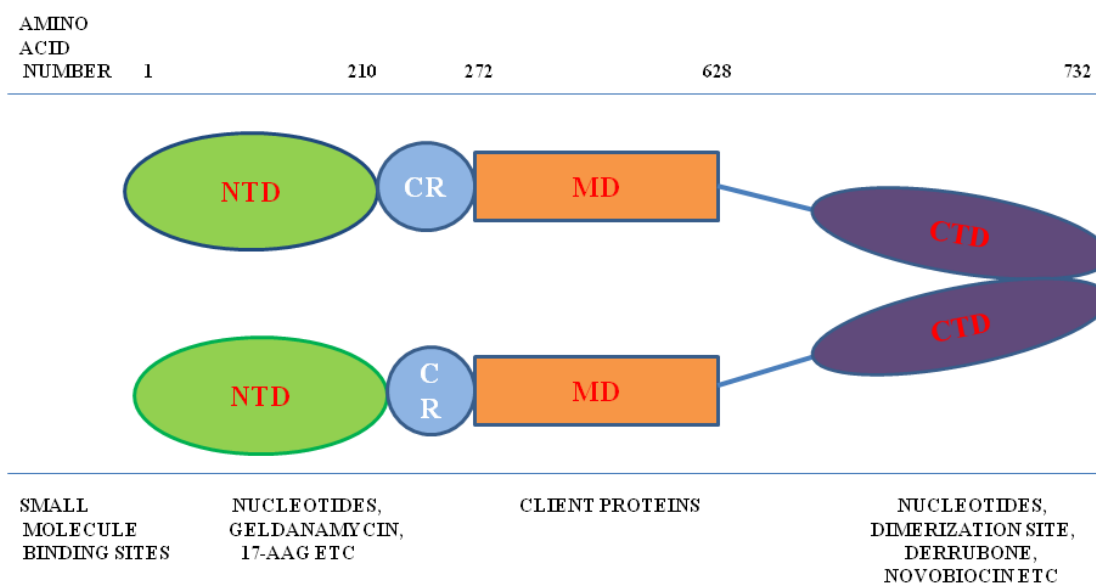 AMINO
ACID
NUMBER 1 210 272 628 732
NTD CR MD CTD
NTD C R MD CTD
SMALL MOLECULE BINDING SITES
NUCLEOTIDES,
GELDANAMYCIN,
17-AAG ETC
CLIENT PROTEINS
NUCLEOTIDES,
DIMERIZATION SITE,
DERRUBONE,
NOVOBIOCIN ETC